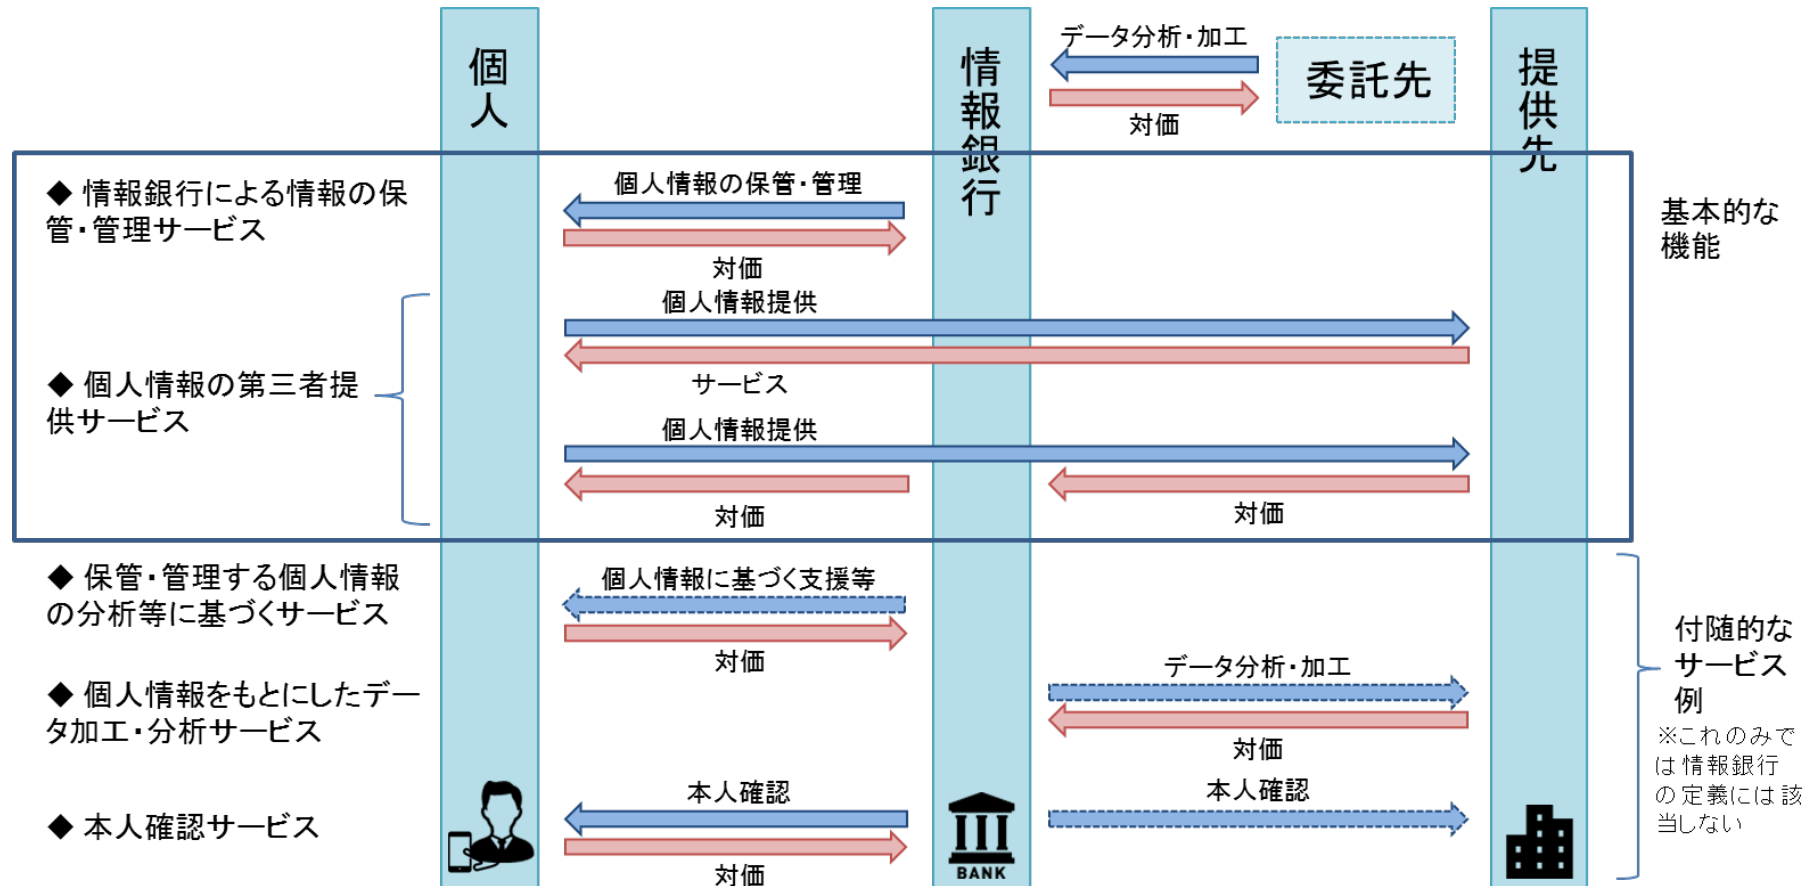 個人
情報銀行
データ分析・加工
対価
委託先
提供先
◆ 情報銀行による情報の保
管・管理サービス
個人情報の保管・管理
対価
基本的な
機能
◆ 個人情報の第三者提
供サービス
個人情報提供
サービス
個人情報提供
対価
対価
◆ 保管・管理する個人情報
の分析等に基づくサービス
個人情報に基づく支援等
対価
◆ 個人情報をもとにしたデー
タ加工・分析サービス
データ分析・加工
対価
◆ 本人確認サービス
本人確認
対価
本人確認
BANK
付随的な
サービス
例
※これのみで
は情報銀行
の定義には該
当しない